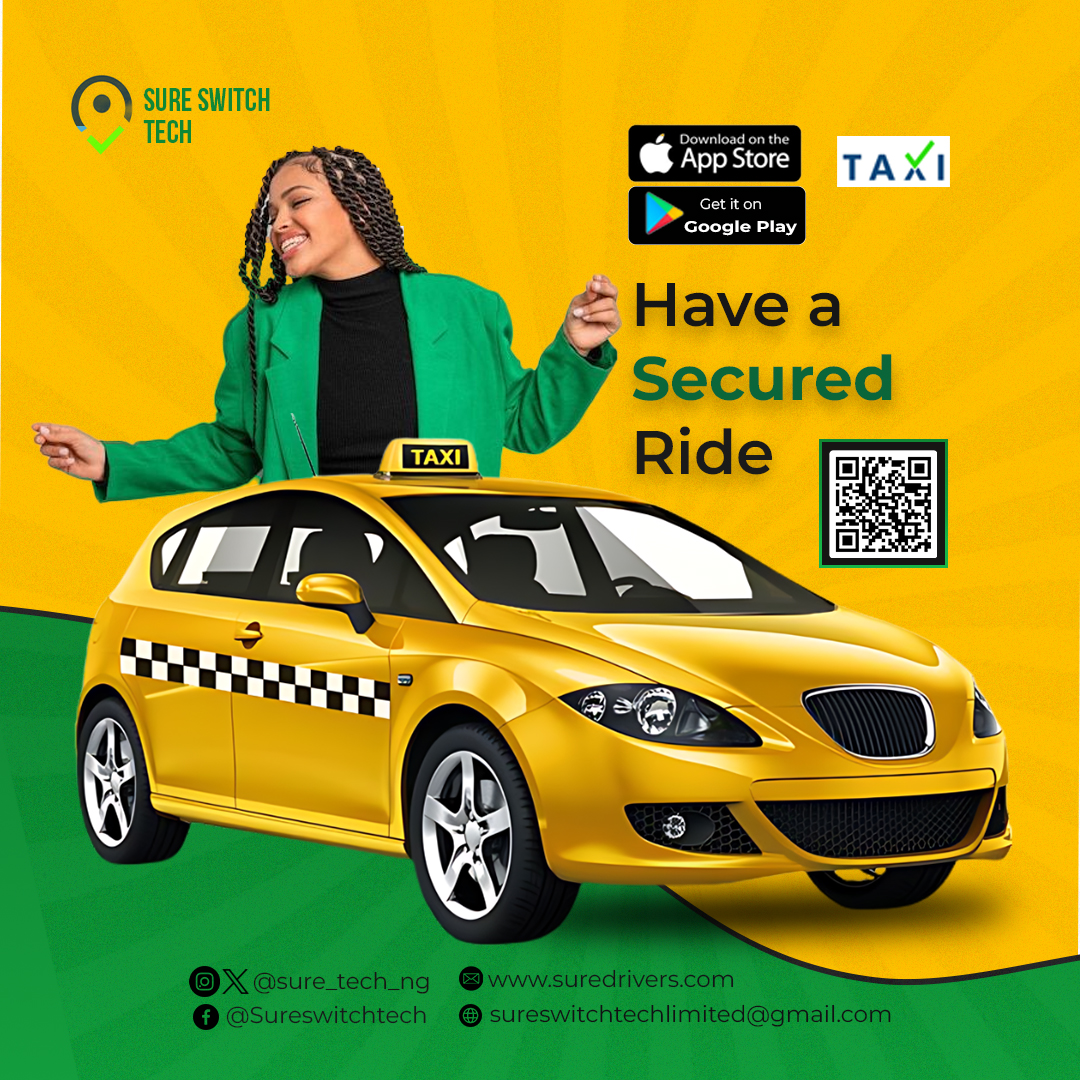 SURE SWITCH
TECH
Download on the
App Store
Get it on
Google Play
TAXI
Have a
Secured
Ride
TAXI
@sure_tech_ng
www.suredrivers.com
@Sureswitchtech
sureswitchtechlimited@gmail.com